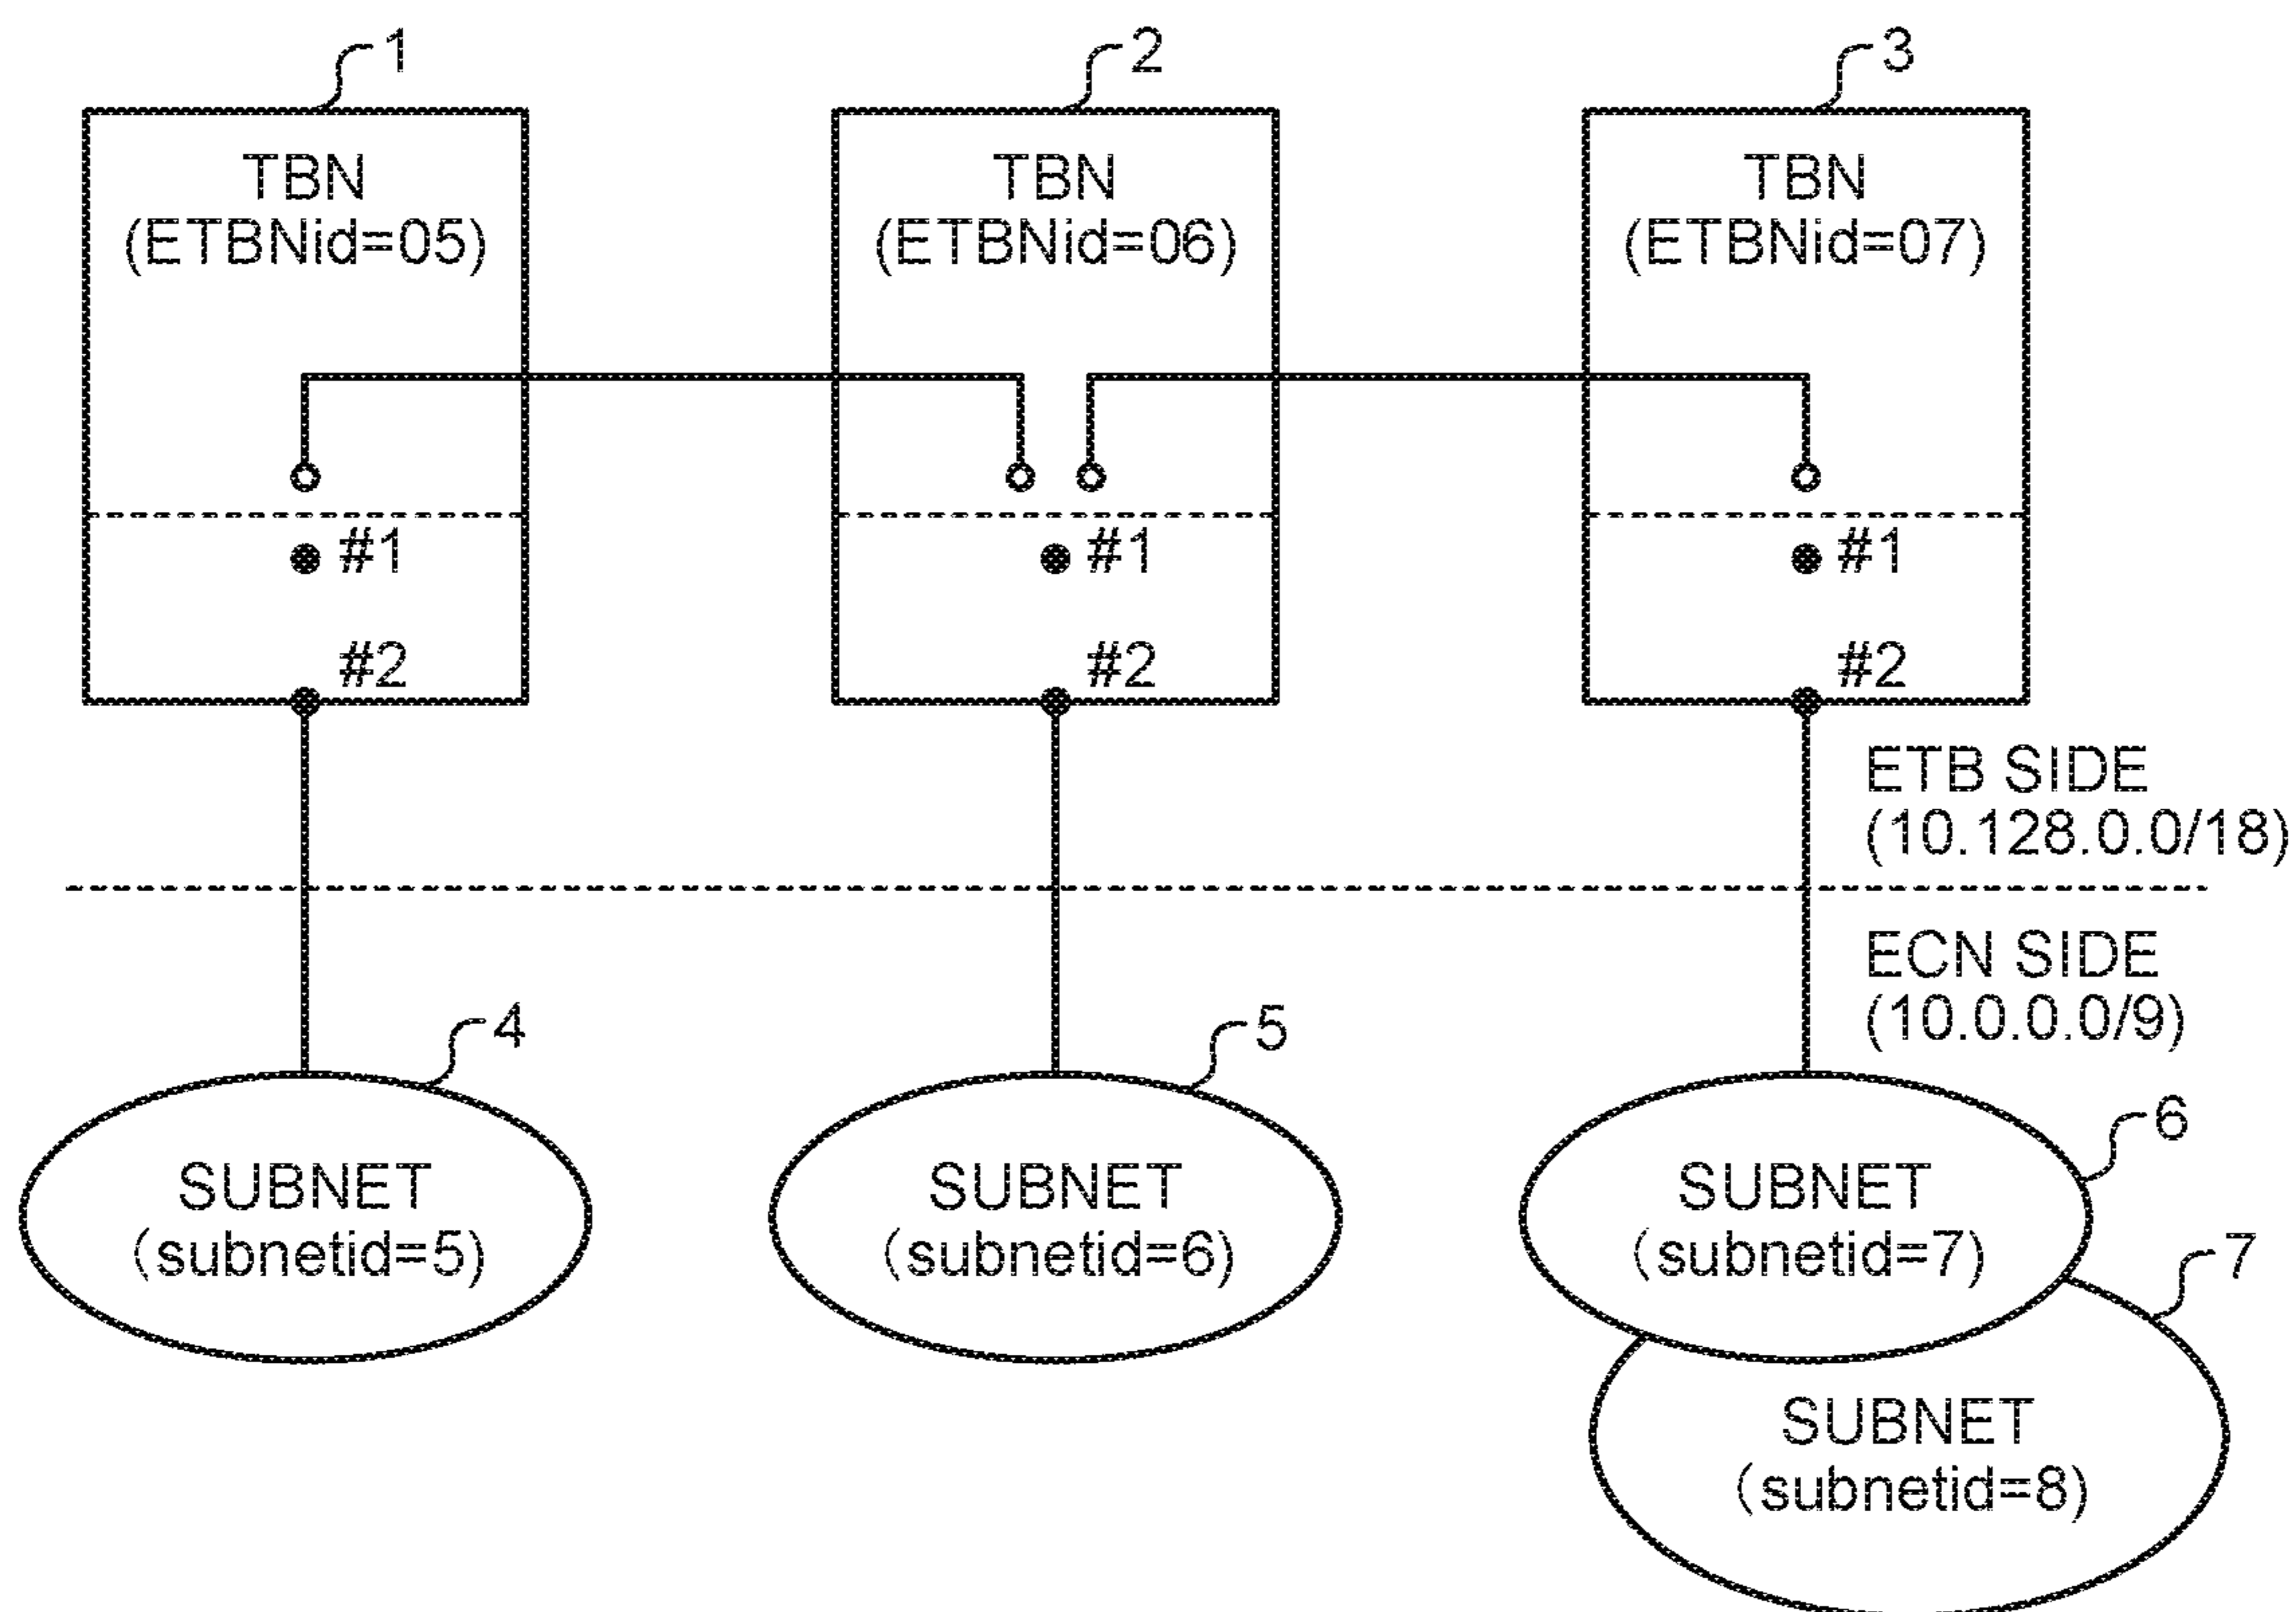 1
2
3
TBN
(ETBNid=05)
TBN
(ETBNid=06)
TBN
(ETBNid=07)
#1
#1
#1
#2
#2
#2
ETB SIDE
(10.128.0.0/18)
ECN SIDE
(10.0.0.0/9)
4
5
6
SUBNET
(subnetid=5)
SUBNET
(subnetid=6)
SUBNET
(subnetid=7)
7
SUBNET
(subnetid=8)